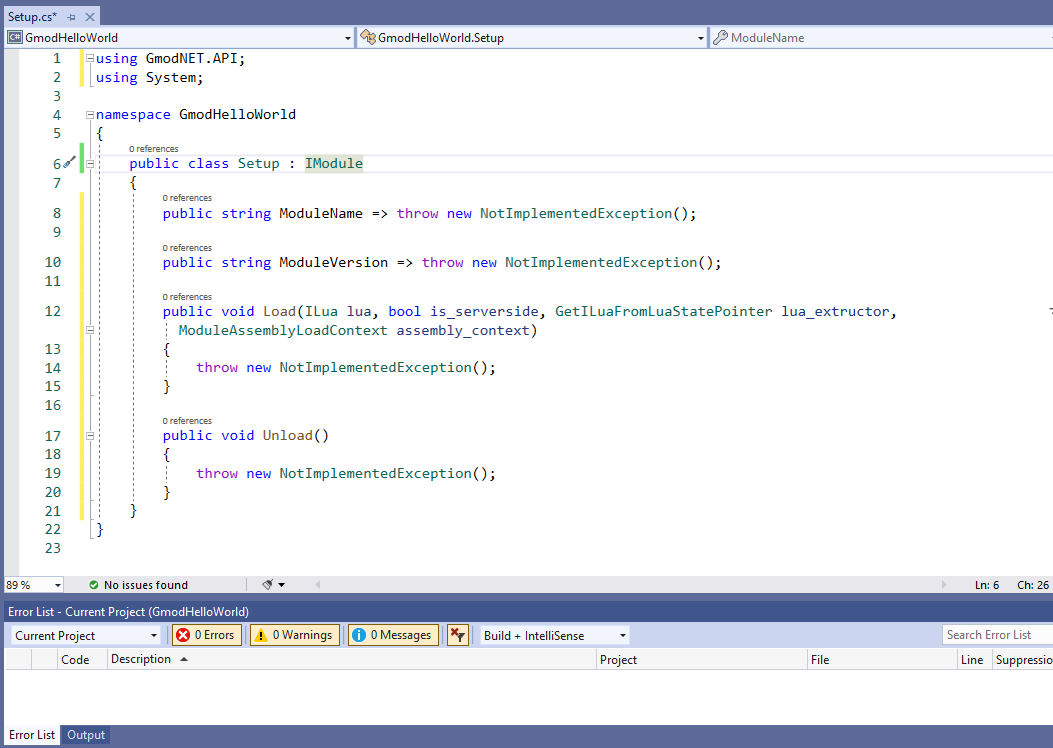 Setup.cs*
GmodHelloWorld GmodHelloWorld.Setup ModuleName
1 using GmodNET.API;
2 using System;
3
4 namespace GmodHelloWorld
5 {
0 references
6 public class Setup : IModule
7 {
0 references
8 public string ModuleName => throw new NotImplementedException();
9
0 references
10 public string ModuleVersion => throw new NotImplementedException();
11
0 references
12 public void Load(ILua lua, bool is_serverside, GetILuaFromLuaStatePointer lua_extructor,
ModuleAssemblyLoadContext assembly_context)
13 {
14 throw new NotImplementedException();
15 }
16
0 references
17 public void Unload()
18 {
19 throw new NotImplementedException();
20 }
21 }
22 }
23
89 % No issues found Ln: 6 Ch: 26
Error List - Current Project (GmodHelloWorld)
Current Project 0 Errors 0 Warnings 0 Messages Build + IntelliSense Search Error List
Code Description Project File Line Suppressio
Error List Output